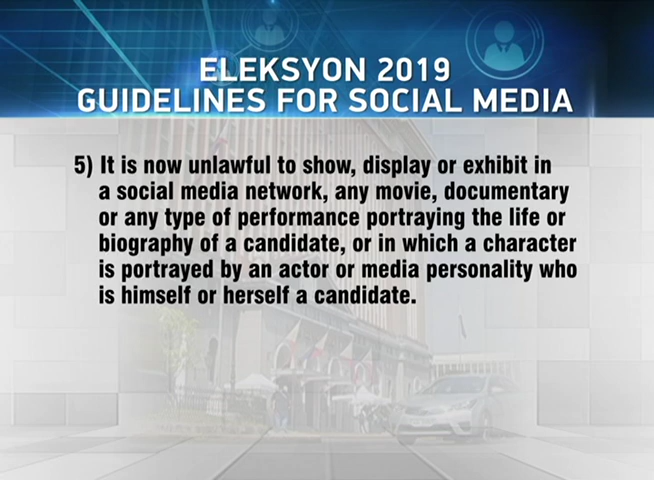 ELEKSYON 2019
GUIDELINES FOR SOCIAL MEDIA
5) It is now unlawful to show, display or exhibit in
a social media network, any movie, documentary
or any type of performance portraying the life or
biography of a candidate, or in which a character
is portrayed by an actor or media personality who
is himself or herself a candidate.